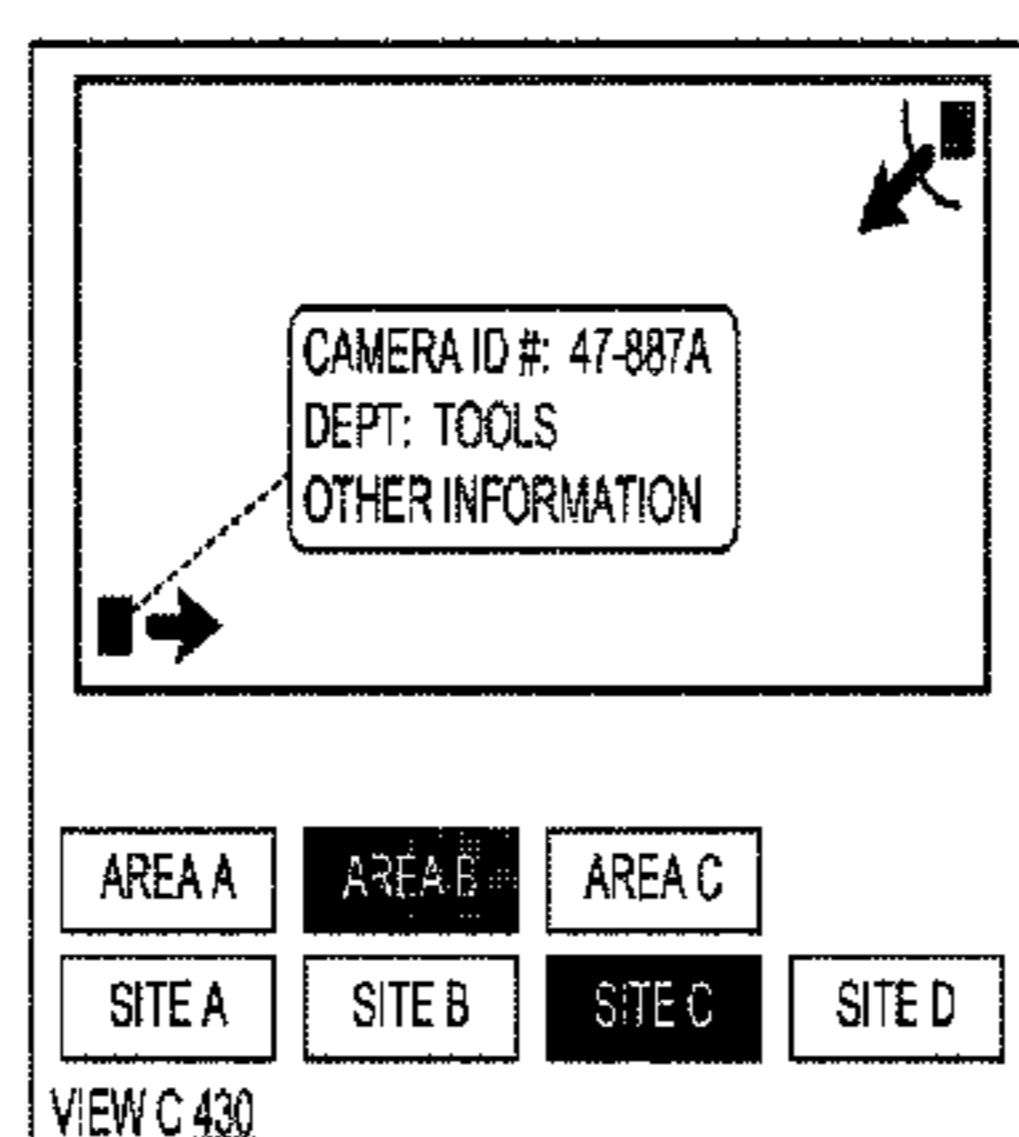 CAMERA ID #: 47-887A
DEPT: TOOLS
OTHER INFORMATION
AREA A AREA B AREA C
SITE A SITE B SITE C SITE D
VIEW C 430